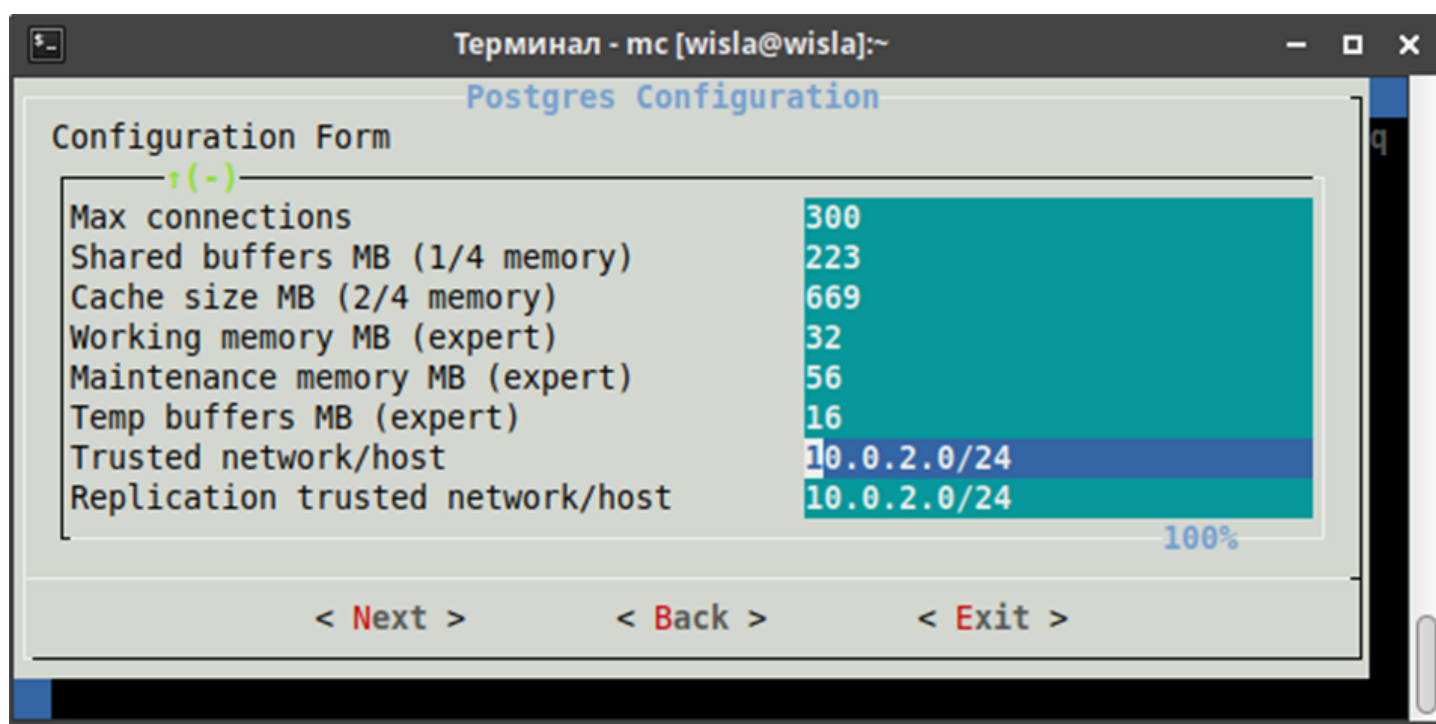 Терминал - mc [wisla@wisla]:~
Postgres Configuration
Configuration Form
q
↑(-)
Max connections 300
Shared buffers MB (1/4 memory) 223
Cache size MB (2/4 memory) 669
Working memory MB (expert) 32
Maintenance memory MB (expert) 56
Temp buffers MB (expert) 16
Trusted network/host 10.0.2.0/24
Replication trusted network/host 10.0.2.0/24
100%
< Next > < Back > < Exit >